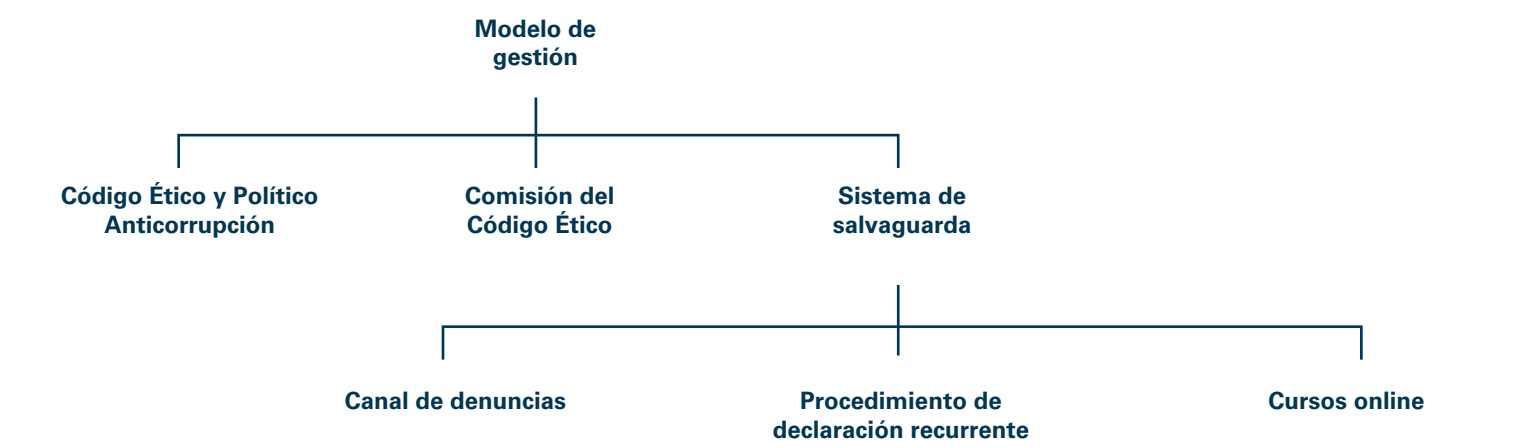 Modelo de
gestión
Código Ético y Político
Anticorrupción
Comisión del
Código Ético
Sistema de
salvaguarda
Canal de denuncias
Procedimiento de
declaración recurrente
Cursos online